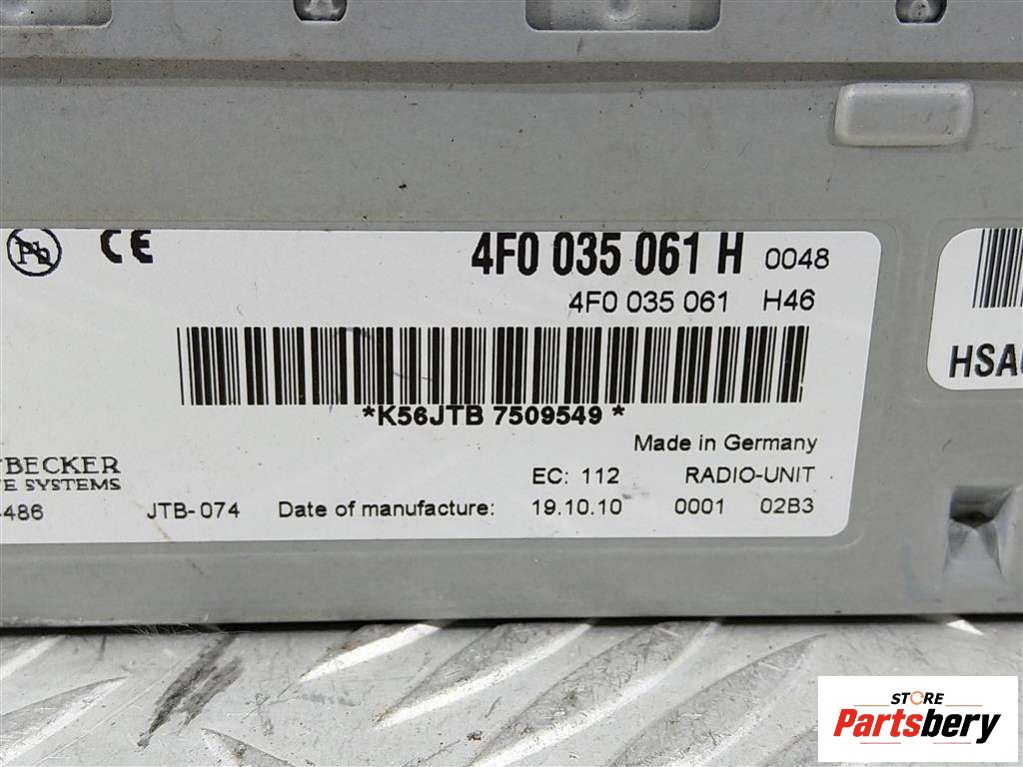 Pb CE 4F0 035 061 H 0048
4F0 035 061 H46
*K56JTB 7509549 *
HSA
Made in Germany
BECKER EC: 112 RADIO-UNIT
E SYSTEMS
486 JTB-074 Date of manufacture: 19.10.10 0001 02B3
STORE
Partsbery